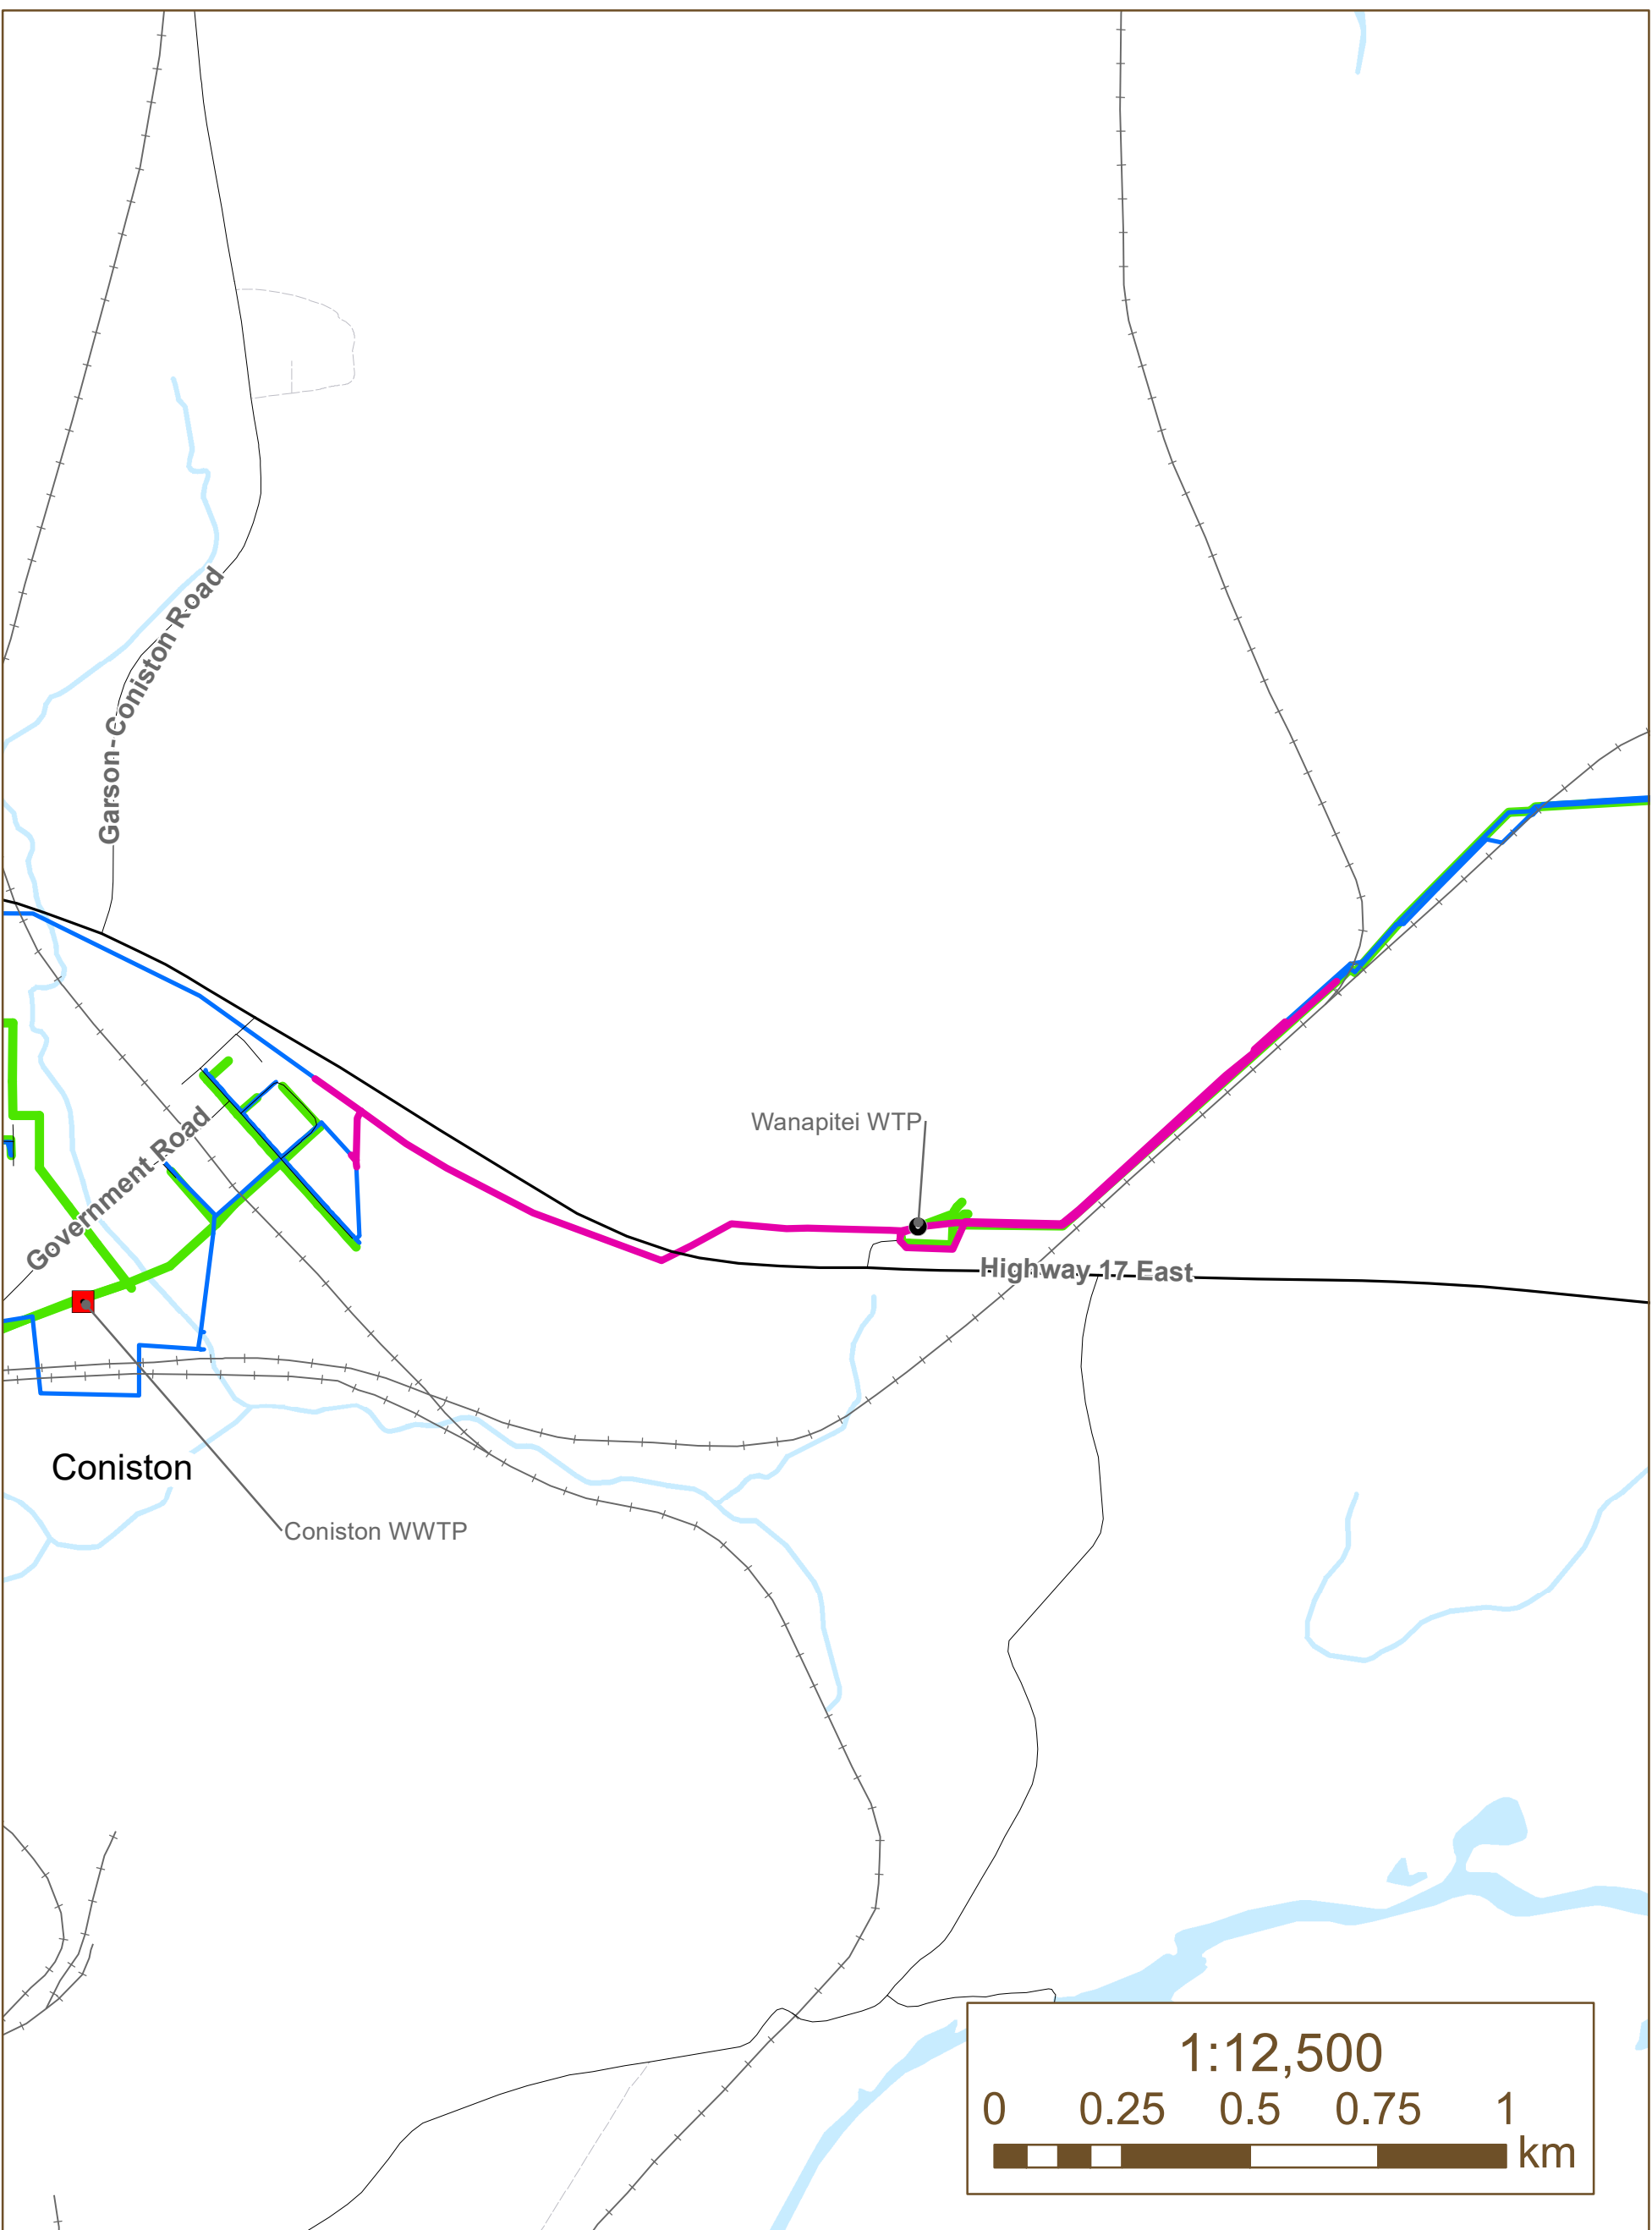 Garson-Coniston Road
Government Road
Wanapitei WTP
Highway 17 East
Coniston
Coniston WWTP
1:12,500
0 0.25 0.5 0.75 1
km